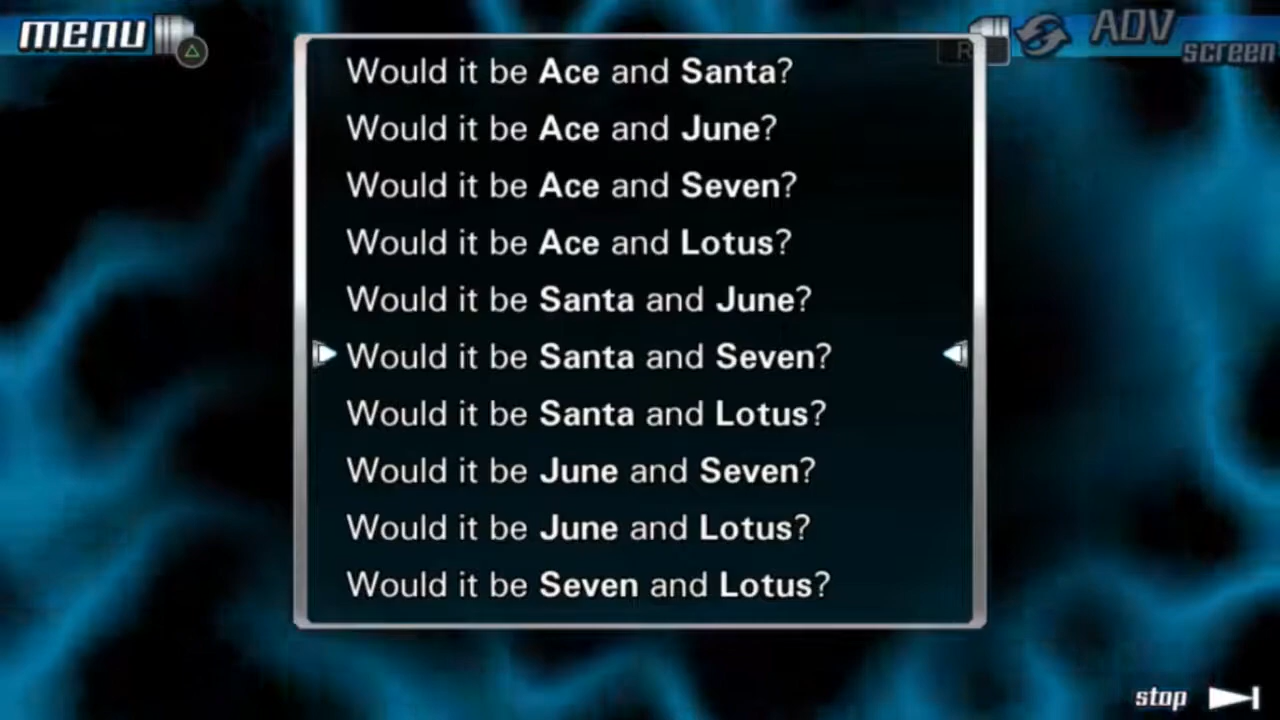 menu
ADV
screen
R
Would it be Ace and Santa?
Would it be Ace and June?
Would it be Ace and Seven?
Would it be Ace and Lotus?
Would it be Santa and June?
Would it be Santa and Seven?
Would it be Santa and Lotus?
Would it be June and Seven?
Would it be June and Lotus?
Would it be Seven and Lotus?
stop